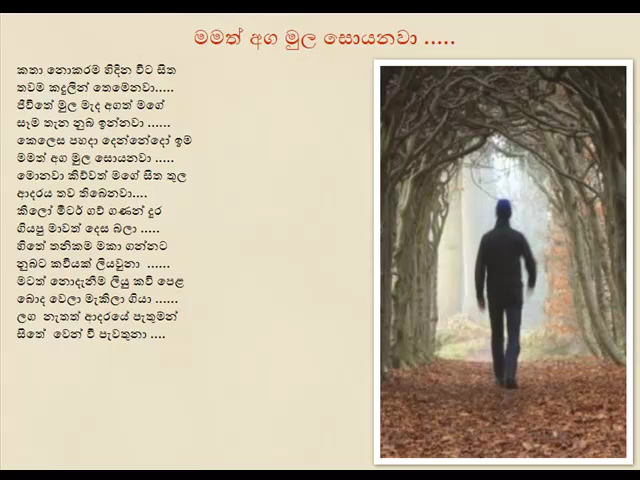 මමත් අග මුල සොයනවා .....
කතා නොකරම හිදින විට සිත
තවම කදුලින් තෙමෙනවා.....
ජීවිතේ මුල මැද අගත් මගේ
සෑම තැන නුබ ඉන්නවා ......
කෙලෙස පහදා දෙන්නේදෝ ඉම
මමත් අග මුල සොයනවා .....
මොනවා කිව්වත් මගේ සිත තුල
ආදරය තව තිබෙනවා....
කිලෝ මීටර් ගව් ගණන් දුර
ගියපු මාවත් දෙස බලා .....
හිතේ තනිකම මකා ගන්නට
නුබට කවියක් ලියවුනා  ......
මටත් නොදැනීම ලියූ කවි පෙළ
බොද වෙලා මැකිලා ගියා ......
ලග  නැතත් ආදරයේ පැතුමන්
සිතේ  වෙන් වී පැවතුනා ....